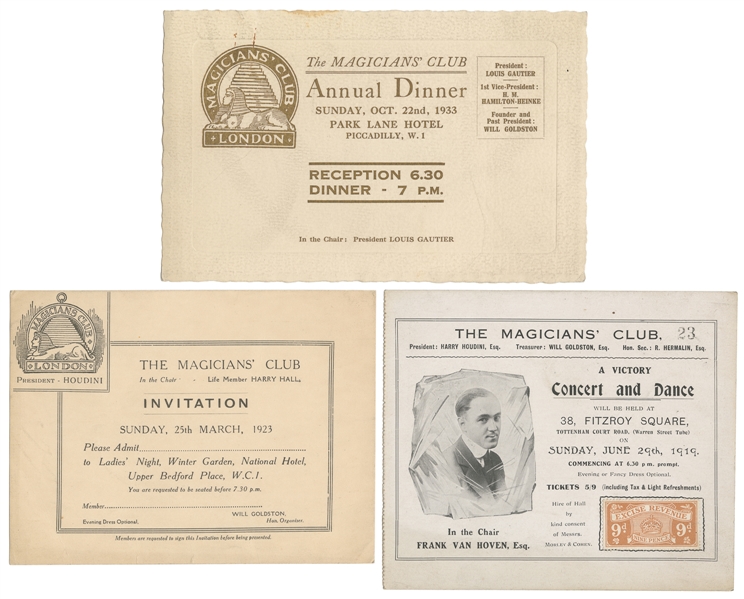 MAGICIANS' CLUB
LONDON
The MAGICIANS' CLUB
Annual Dinner
SUNDAY, OCT. 22nd, 1933
PARK LANE HOTEL
PICCADILLY, W. 1
President :
LOUIS GAUTIER
1st Vice-President :
H. M.
HAMILTON-HEINKE
Founder and
Past President :
WILL GOLDSTON
RECEPTION 6.30
DINNER - 7 P.M.
In the Chair : President LOUIS GAUTIER
MAGICIANS CLUB
LONDON
PRESIDENT - HOUDINI
THE MAGICIANS' CLUB
In the Chair - Life Member HARRY HALL,
INVITATION
SUNDAY, 25th MARCH, 1923
Please Admit
to Ladies' Night, Winter Garden, National Hotel,
Upper Bedford Place, W.C.1.
You are requested to be seated before 7.30 p.m.
Member
WILL GOLDSTON,
Evening Dress Optional. Hon. Organizer.
Members are requested to sign this Invitation before being presented.
THE MAGICIANS' CLUB, 23
President: HARRY HOUDINI, Esq. Treasurer: WILL GOLDSTON, Esq. Hon. Sec.: R. HERMALIN, Esq.
A VICTORY
Concert and Dance
WILL BE HELD AT
38, FITZROY SQUARE,
TOTTENHAM COURT ROAD, (Warren Street Tube)
ON
SUNDAY, JUNE 29th, 1919.
COMMENCING AT 6.30 p.m. prompt.
Evening or Fancy Dress Optional.
TICKETS 5/9 (including Tax & Light Refreshments)
Hire of Hall
by
kind consent
of Messrs.
MORLEY & COHEN.
EXCISE REVENUE
9d 9d
NINE PENCE
In the Chair
FRANK VAN HOVEN, Esq.